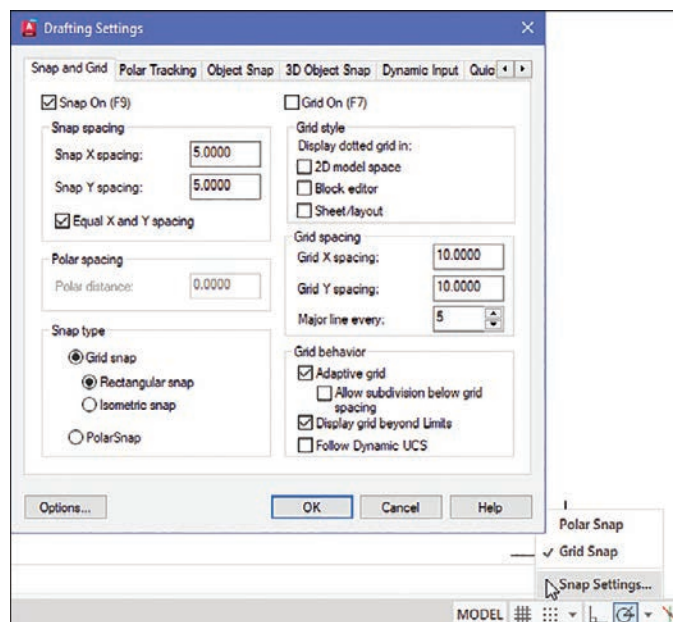 Drafting Settings
Snap and Grid Polar Tracking Object Snap 3D Object Snap Dynamic Input Quic
Snap On (F9)
Snap spacing
Snap X spacing: 5.0000
Snap Y spacing: 5.0000
Equal X and Y spacing
Polar spacing
Polar distance: 0.0000
Snap type
Grid snap
Rectangular snap
Isometric snap
PolarSnap
Grid On (F7)
Grid style
Display dotted grid in:
2D model space
Block editor
Sheet/layout
Grid spacing
Grid X spacing: 10.0000
Grid Y spacing: 10.0000
Major line every: 5
Grid behavior
Adaptive grid
Allow subdivision below grid
spacing
Display grid beyond Limits
Follow Dynamic UCS
Options... OK Cancel Help
Polar Snap
Grid Snap
Snap Settings...
MODEL